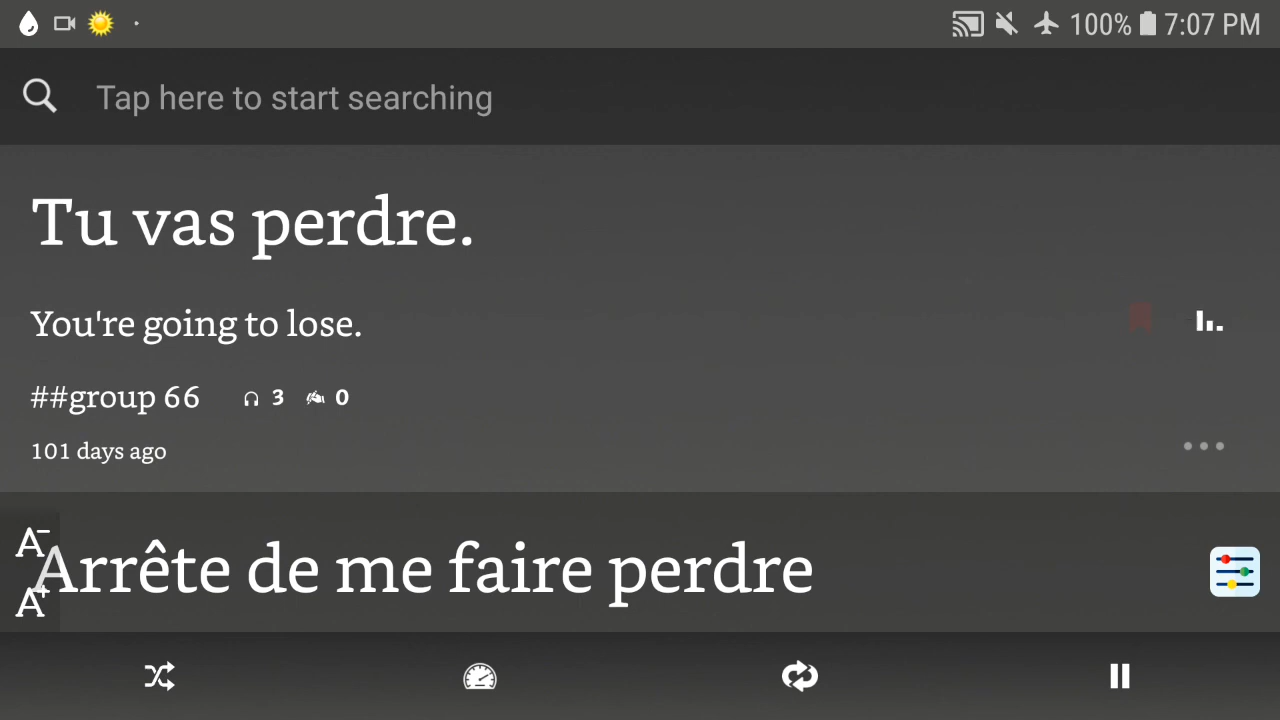 100% 7:07 PM
Tap here to start searching
Tu vas perdre.
You're going to lose.
##group 66 3 0
101 days ago
A-
Arrête de me faire perdre
A+